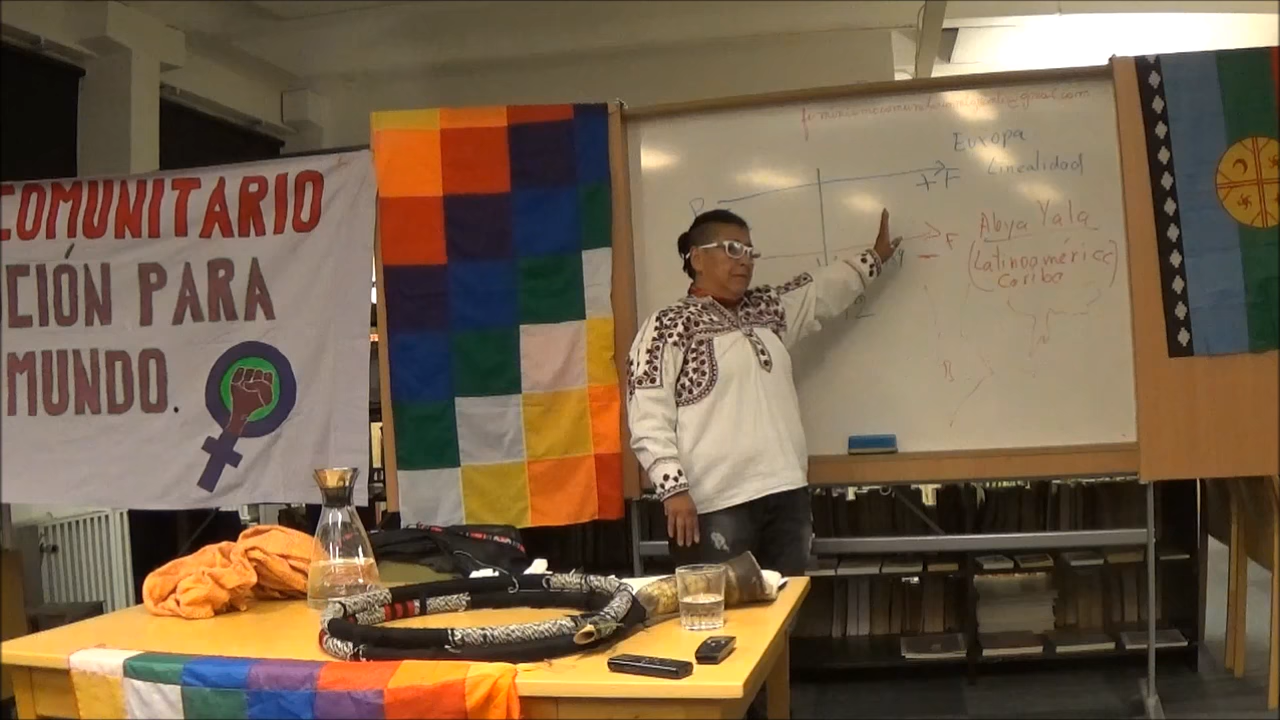 COMUNITARIO
CIÓN PARA
MUNDO.
Europa
Linealidad
+ F
Abya Yala
F
(Latinoaméric
Caribe